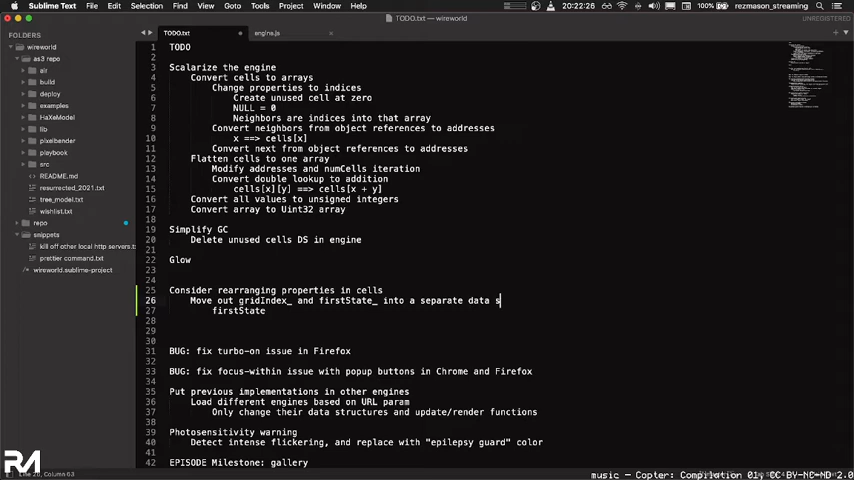 Sublime Text File Edit Selection Find View Goto Tools Project Window Help 20:22:26 100% rezmason_streaming
TODO.txt — wireworld
UNREGISTERED
FOLDERS
wireworld
as3 repo
air
build
deploy
examples
HaXeModel
lib
pixelbender
playbook
src
README.md
resurrected_2021.txt
tree_model.txt
wishlist.txt
repo
snippets
kill off other local http servers.tx
prettier command.txt
wireworld.sublime-project
TODO.txt engine.js
1 TODO
2
3 Scalarize the engine
4 Convert cells to arrays
5 Change properties to indices
6 Create unused cell at zero
7 NULL = 0
8 Neighbors are indices into that array
9 Convert neighbors from object references to addresses
10 x ==> cells[x]
11 Convert next from object references to addresses
12 Flatten cells to one array
13 Modify addresses and numCells iteration
14 Convert double lookup to addition
15 cells[x][y] ==> cells[x + y]
16 Convert all values to unsigned integers
17 Convert array to Uint32 array
18
19 Simplify GC
20 Delete unused cells DS in engine
21
22 Glow
23
24
25 Consider rearranging properties in cells
26 Move out gridIndex_ and firstState_ into a separate data s
27 firstState
28
29
30
31 BUG: fix turbo-on issue in Firefox
32
33 BUG: fix focus-within issue with popup buttons in Chrome and Firefox
34
35 Put previous implementations in other engines
36 Load different engines based on URL param
37 Only change their data structures and update/render functions
38
39 Photosensitivity warning
40 Detect intense flickering, and replace with "epilepsy guard" color
41
42 EPISODE Milestone: gallery
RM
Line 26, Column 63
music - Copter: Compilation 01, CC BY-NC-ND 2.0